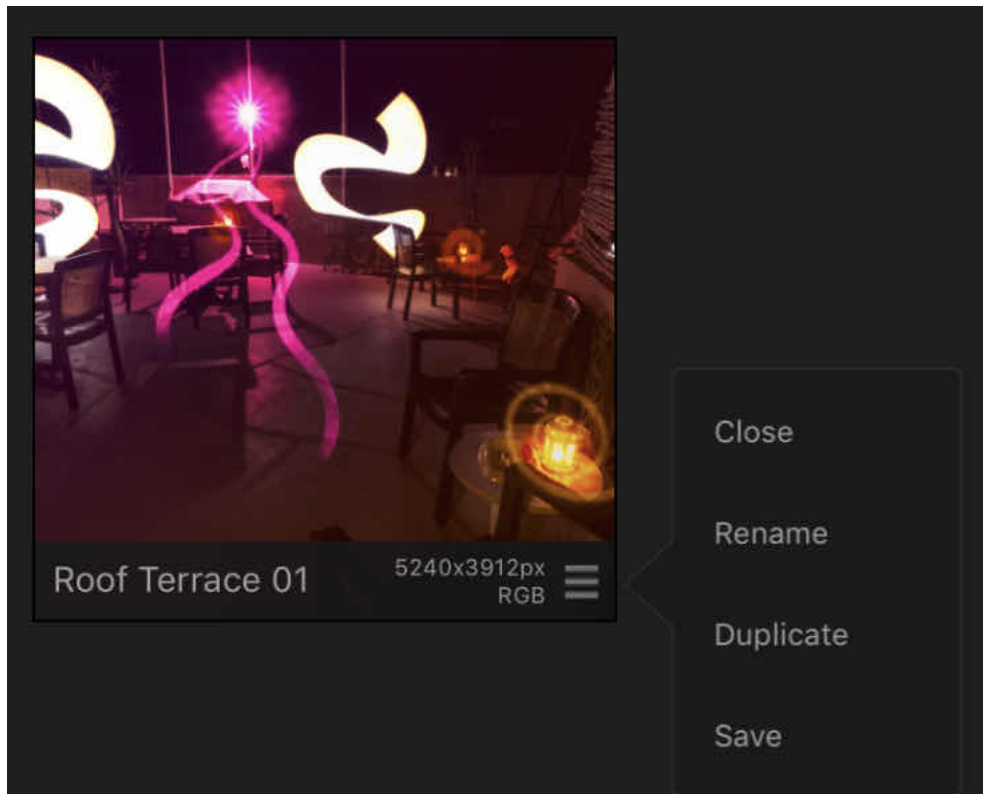 Roof Terrace 01
5240x3912px
RGB
Close
Rename
Duplicate
Save